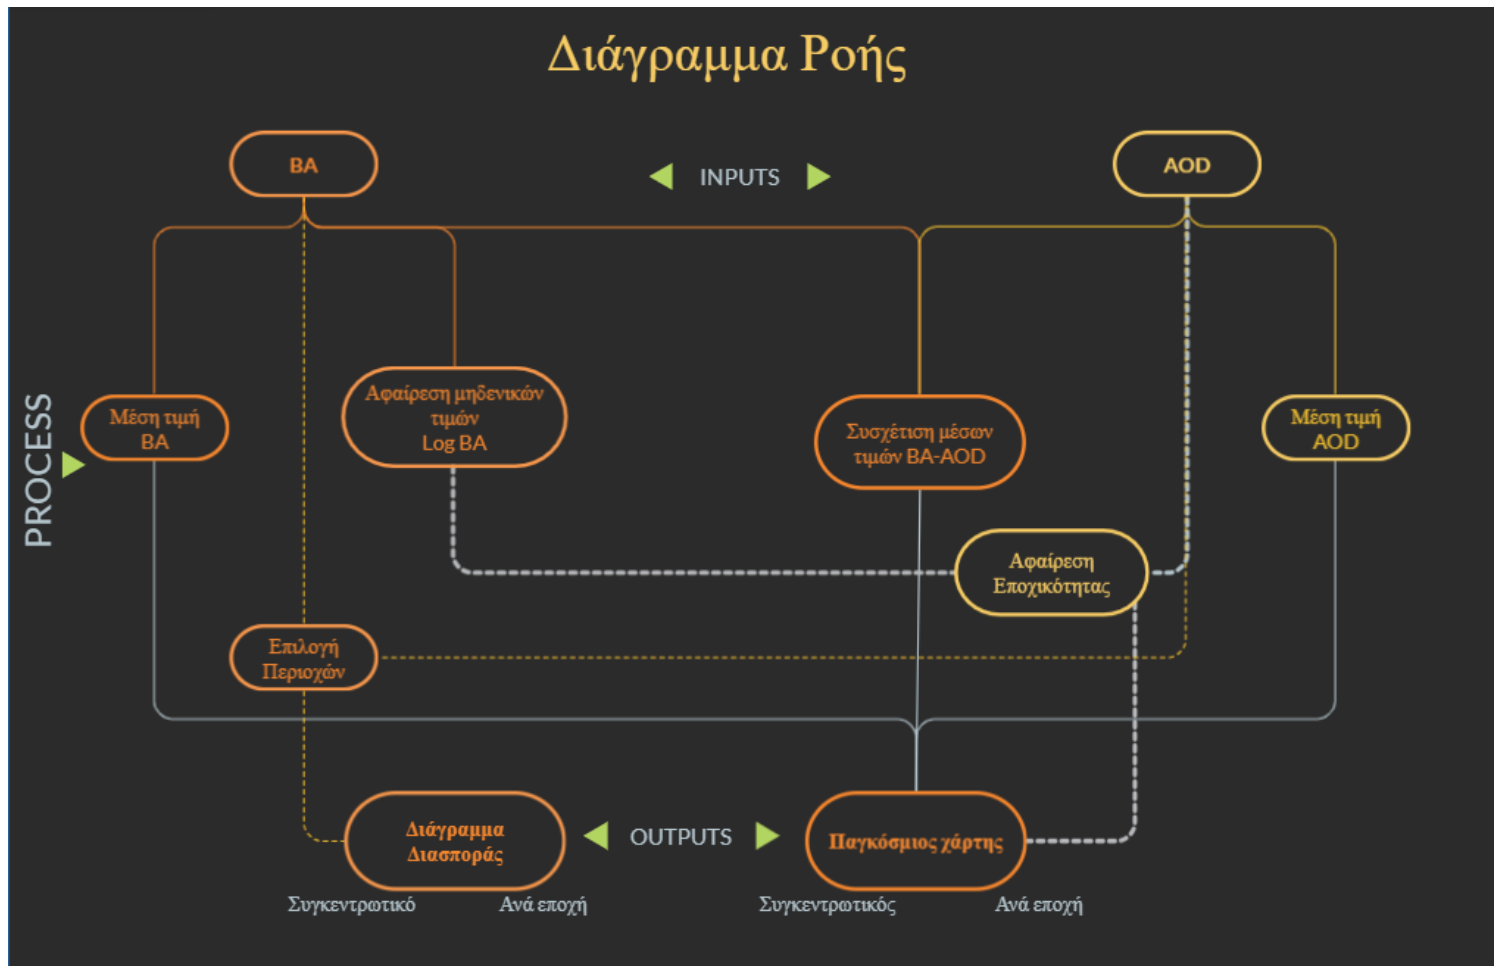 Διάγραμμα Ροής
BA
INPUTS
AOD
PROCESS
Μέση τιμή
BA
Αφαίρεση μηδενικών
τιμών
Log BA
Συσχέτιση μέσων
τιμών BA-AOD
Μέση τιμή
AOD
Αφαίρεση
Εποχικότητας
Επιλογή
Περιοχών
Διάγραμμα
Διασποράς
OUTPUTS
Παγκόσμιος χάρτης
Συγκεντρωτικό
Ανά εποχή
Συγκεντρωτικός
Ανά εποχή